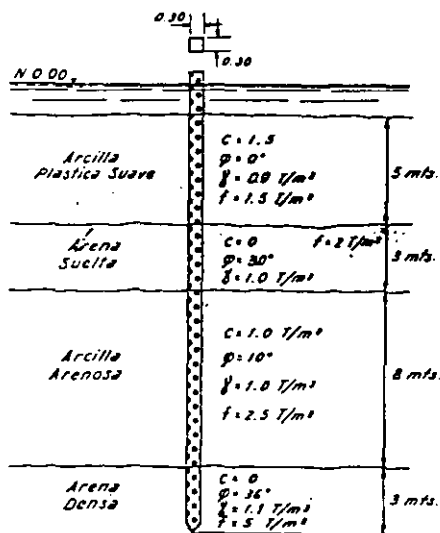 0.30
0.30
N 0.00
Arcilla
Plastica Suave
C = 1.5
φ = 0°
γ = 0.9 T/m³
f = 1.5 T/m²
5 mts.
Arena
Suelta
C = 0
f = 2 T/m²
φ = 30°
γ = 1.0 T/m³
3 mts.
Arcilla
Arenosa
C = 1.0 T/m²
φ = 10°
γ = 1.0 T/m³
f = 2.5 T/m²
8 mts.
Arena
Densa
C = 0
φ = 36°
γ = 1.1 T/m³
f = 5 T/m²
3 mts.